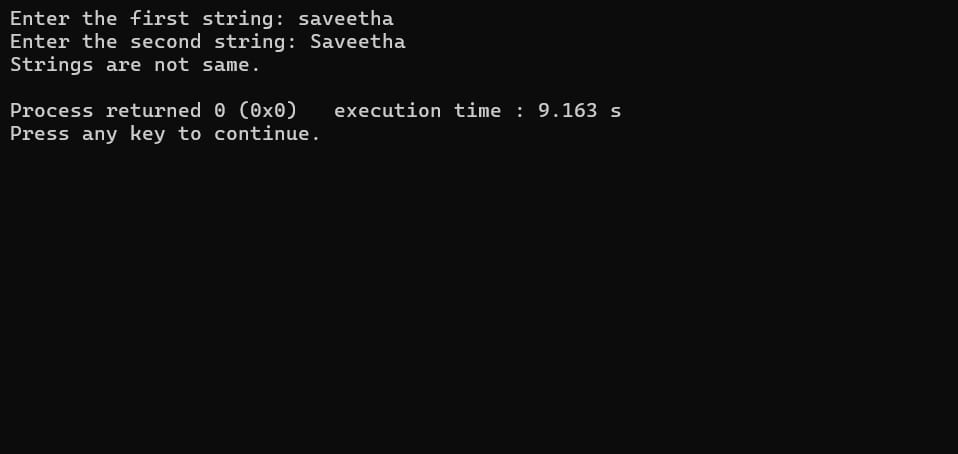 Enter the first string: saveetha
Enter the second string: Saveetha
Strings are not same.
Process returned 0 (0x0)   execution time : 9.163 s
Press any key to continue.